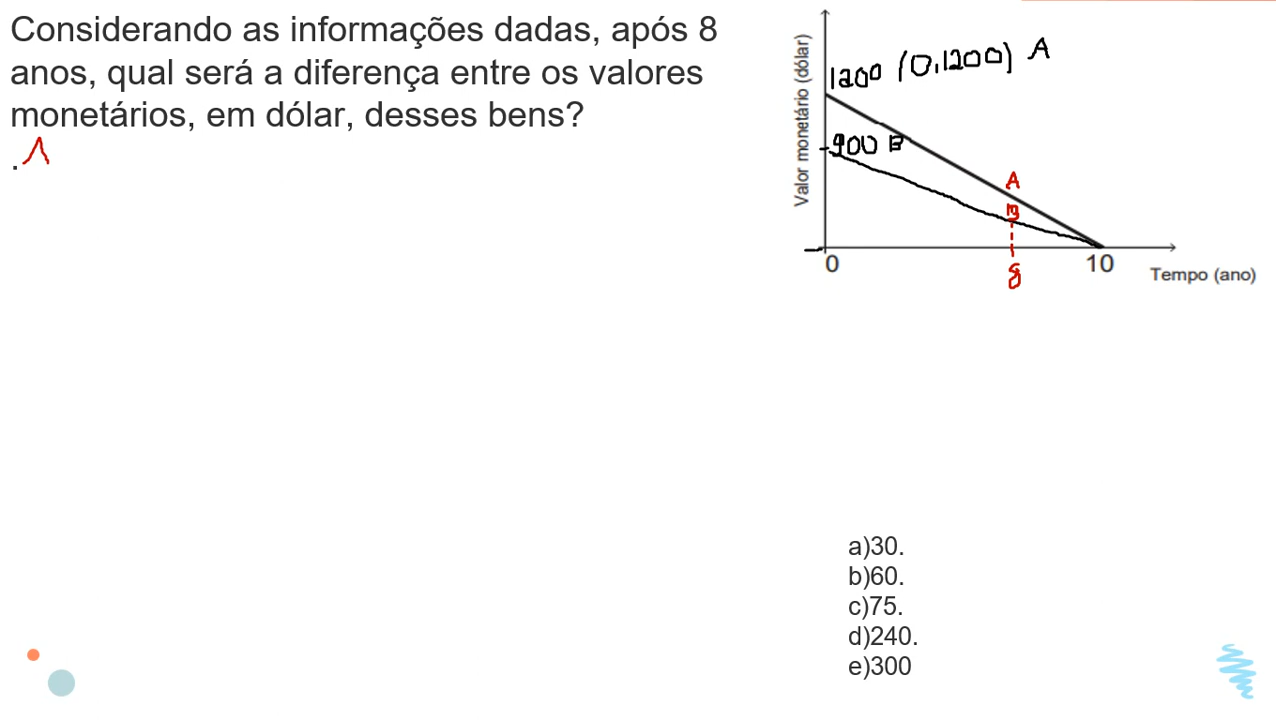 Considerando as informações dadas, após 8
anos, qual será a diferença entre os valores
monetários, em dólar, desses bens?
.
Valor monetário (dólar)
1200 (0,1200) A
900 B
A
B
8
0
10
Tempo (ano)
a)30.
b)60.
c)75.
d)240.
e)300